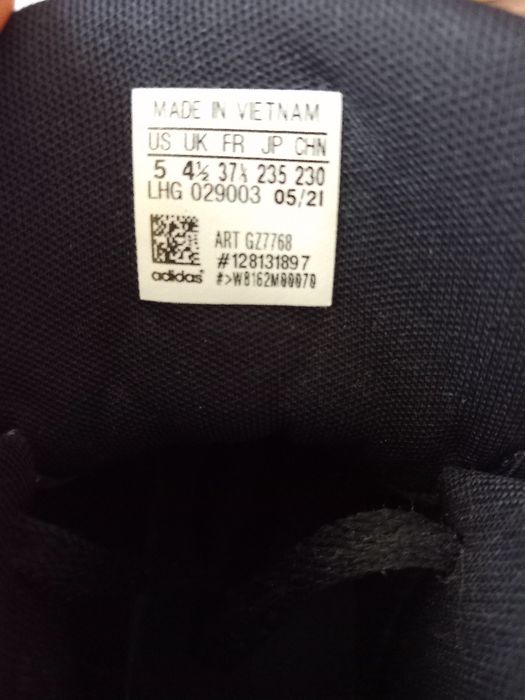 MADE IN VIETNAM
US UK FR JP CHN
5 4½ 37⅓ 235 230
LHG 029003 05/21
ART GZ7768
#128131897
adidas #>W8162M00070